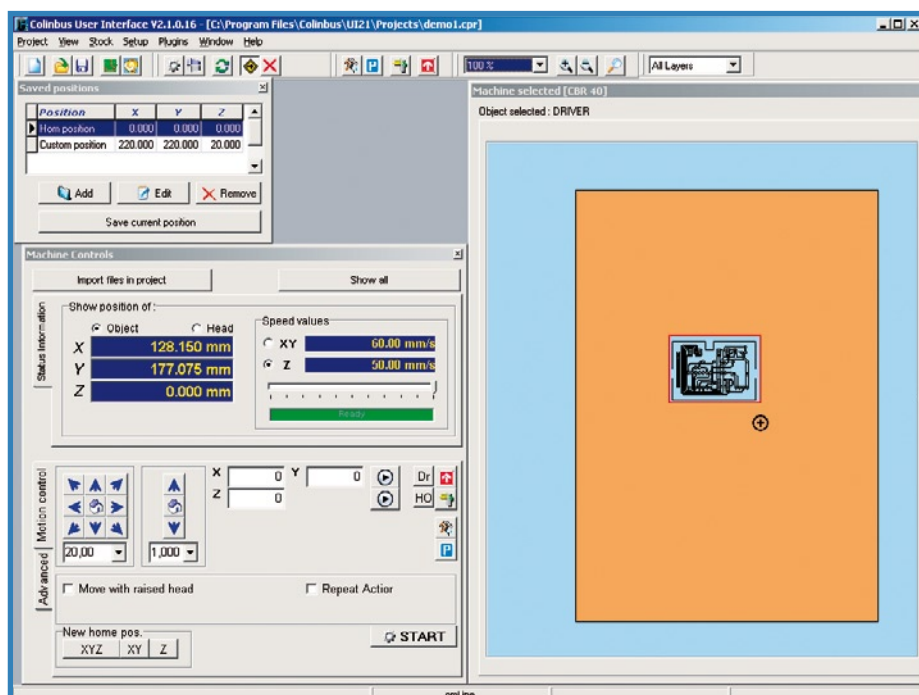 Colinbus User Interface V2.1.0.16 - [C:\Program Files\Colinbus\UI21\Projects\demo1.cpr]
Project View Stock Setup Plugins Window Help
100 % All Layers
Saved positions
Position X Y Z
Hom position 0.000 0.000 0.000
Custom position 220.000 220.000 20.000
Add Edit Remove
Save current position
Machine selected [CBR 40]
Object selected : DRIVER
Machine Controls
Import files in project Show all
Status Information
Show position of :
Object Head
X 128.150 mm
Y 177.075 mm
Z 0.000 mm
Speed values
XY 60.00 mm/s
Z 50.00 mm/s
Ready
Motion control
Advanced
X 0 Y 0
Z 0
Dr
HO
20,00 1,000
Move with raised head Repeat Action
New home pos.
XYZ XY Z
START